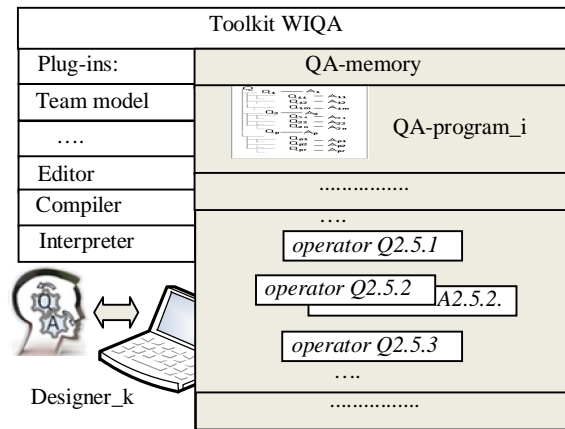 Toolkit WIQA
Plug-ins:
QA-memory
Team model
QA-program_i
….
Editor
................
Compiler
….
Interpreter
operator Q2.5.1
operator Q2.5.2
A2.5.2.
operator Q2.5.3
….
Q
A
Designer_k
................